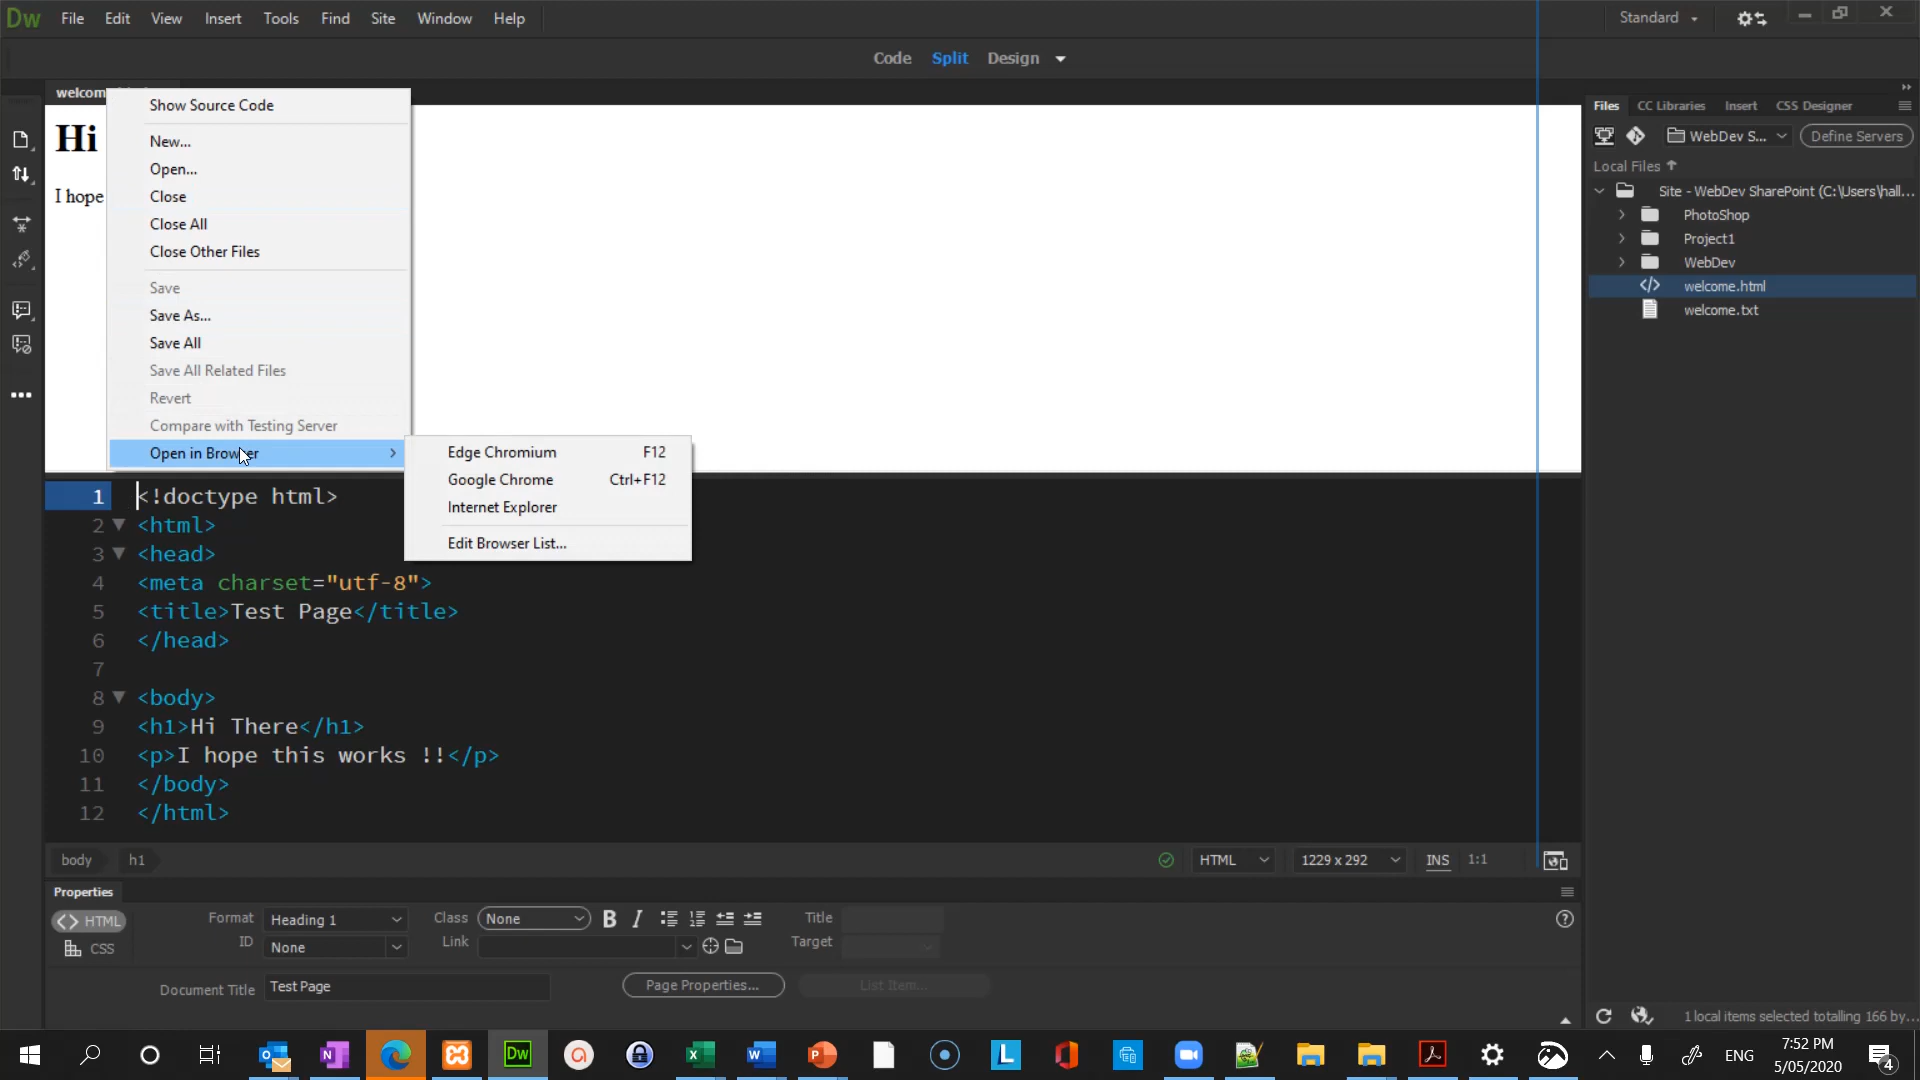 Dw File Edit View Insert Tools Find Site Window Help Standard
Code Split Design
Show Source Code
New...
Open...
Close
Close All
Close Other Files
Save
Save As...
Save All
Save All Related Files
Revert
Compare with Testing Server
Open in Browser
Edge Chromium F12
Google Chrome Ctrl+F12
Internet Explorer
Edit Browser List...
Hi
I hope
1 <!doctype html>
2 <html>
3 <head>
4 <meta charset="utf-8">
5 <title>Test Page</title>
6 </head>
7
8 <body>
9 <h1>Hi There</h1>
10 <p>I hope this works !!</p>
11 </body>
12 </html>
body h1 HTML 1229 x 292 INS 1:1
Properties
HTML Format Heading 1 Class None B I Title
CSS ID None Link Target
Document Title Test Page Page Properties... List Item...
Files CC Libraries Insert CSS Designer
WebDev S... Define Servers
Local Files
Site - WebDev SharePoint (C:\Users\hall...
PhotoShop
Project1
WebDev
welcome.html
welcome.txt
1 local items selected totalling 166 by...
Dw L ENG 7:52 PM
5/05/2020
4